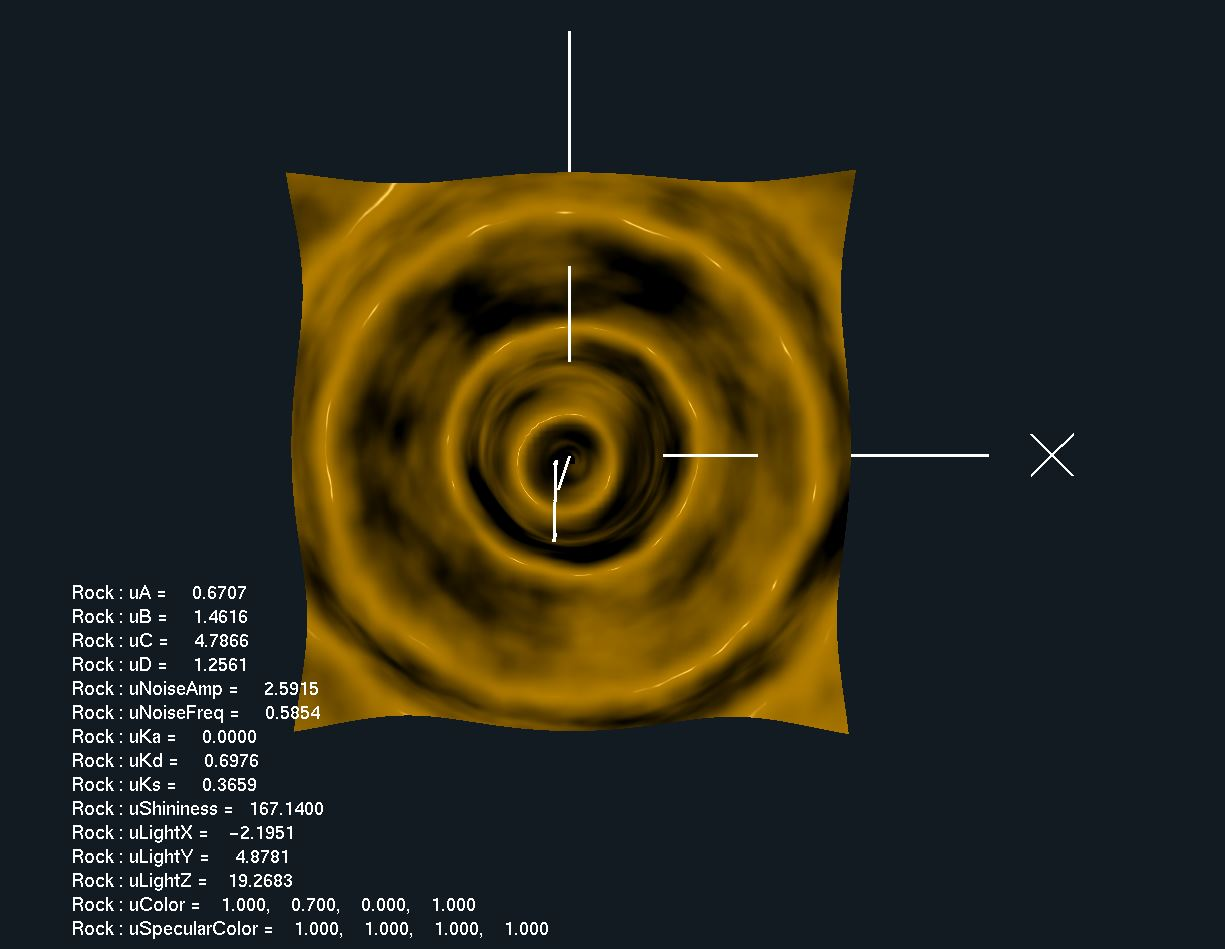 X
Rock : uA = 0.6707
Rock : uB = 1.4616
Rock : uC = 4.7866
Rock : uD = 1.2561
Rock : uNoiseAmp = 2.5915
Rock : uNoiseFreq = 0.5854
Rock : uKa = 0.0000
Rock : uKd = 0.6976
Rock : uKs = 0.3659
Rock : uShininess = 167.1400
Rock : uLightX = −2.1951
Rock : uLightY = 4.8781
Rock : uLightZ = 19.2683
Rock : uColor = 1.000, 0.700, 0.000, 1.000
Rock : uSpecularColor = 1.000, 1.000, 1.000, 1.000